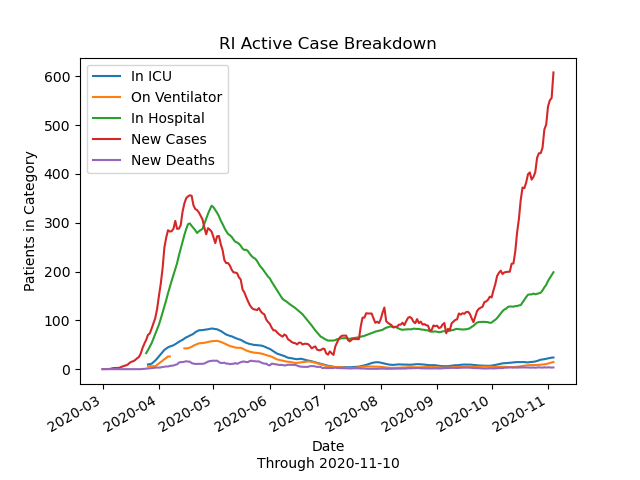 RI Active Case Breakdown
In ICU
On Ventilator
In Hospital
New Cases
New Deaths
Patients in Category
600
500
400
300
200
100
0
2020-03
2020-04
2020-05
2020-06
2020-07
2020-08
2020-09
2020-10
2020-11
Date
Through 2020-11-10